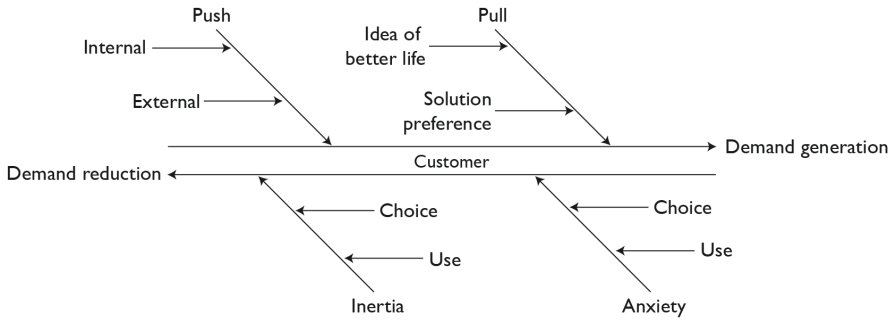 Push
Pull
Internal
Idea of
better life
External
Solution
preference
Demand generation
Customer
Demand reduction
Choice
Choice
Use
Use
Inertia
Anxiety